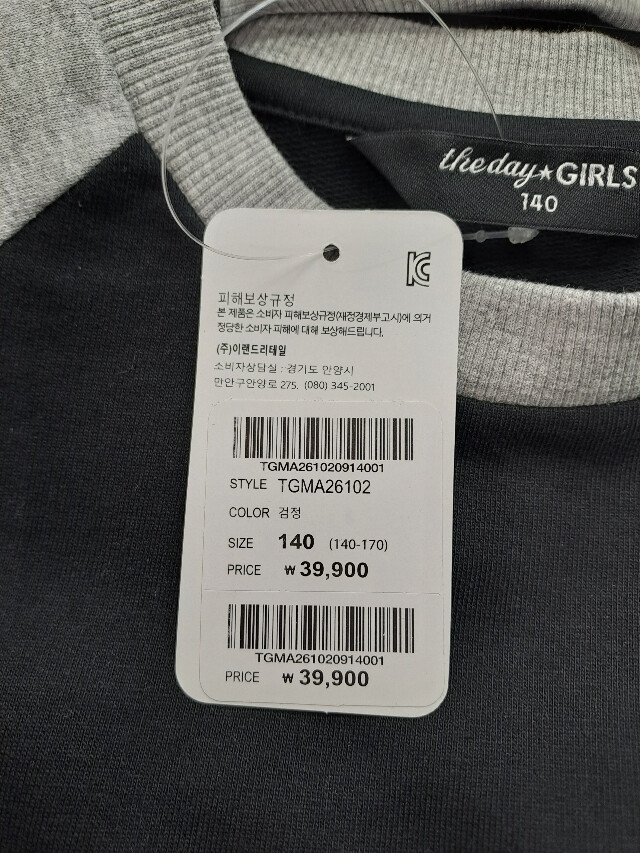 the day★GIRLS
140
KC
피해보상규정
본 제품은 소비자 피해보상규정(재정경제부고시)에 의거
정당한 소비자 피해에 대해 보상해드립니다.
(주)이랜드리테일
소비자상담실 : 경기도 안양시
만안구안양로 275. (080) 345-2001
TGMA261020914001
STYLE TGMA26102
COLOR 검정
SIZE 140 (140-170)
PRICE ₩ 39,900
TGMA261020914001
PRICE ₩ 39,900